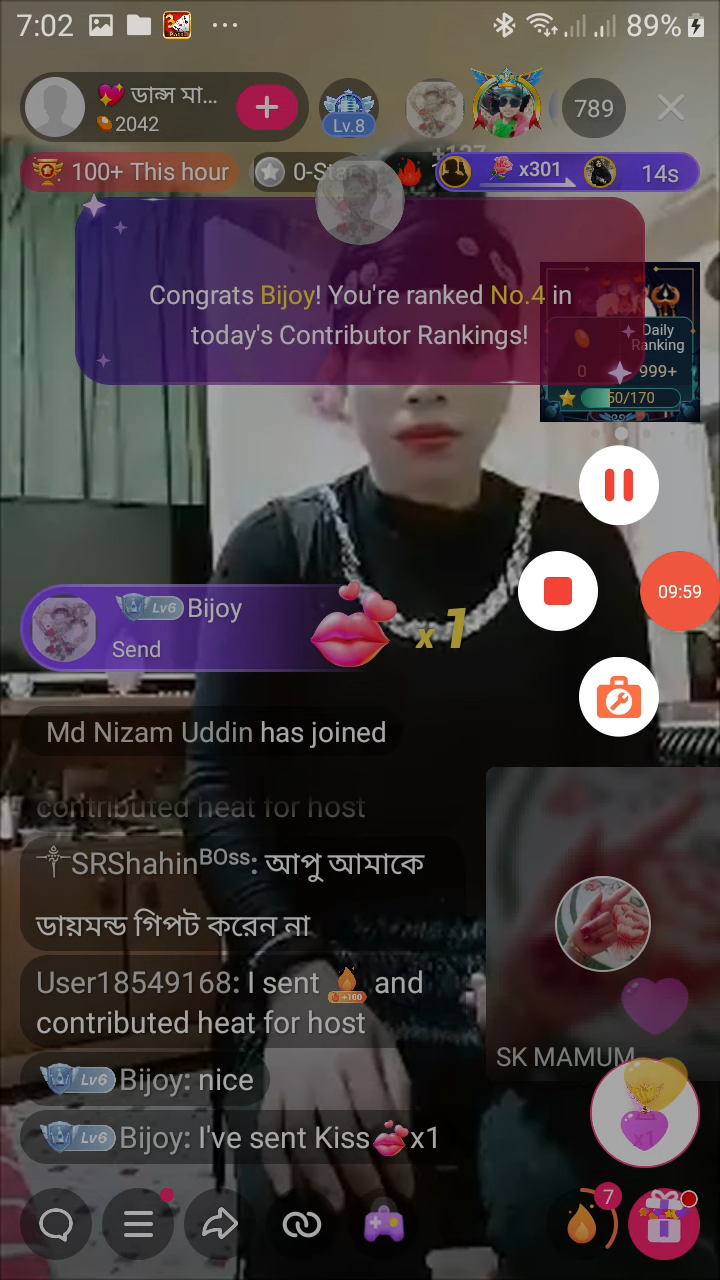 7:02
89%
ডান্স মা...
2042
Lv.8
789
100+ This hour
0-Star
+127
x301
14s
Congrats Bijoy! You're ranked No.4 in
today's Contributor Rankings!
Daily
Ranking
0
999+
50/170
09:59
Lv6 Bijoy
Send
x1
Md Nizam Uddin has joined
contributed heat for host
SRShahinᴮᴼˢˢ: আপু আমাকে
ডায়মন্ড গিপট করেন না
User18549168: I sent +100 and
contributed heat for host
Lv6 Bijoy: nice
Lv6 Bijoy: I've sent Kiss x1
SK MAMUM
x1
7